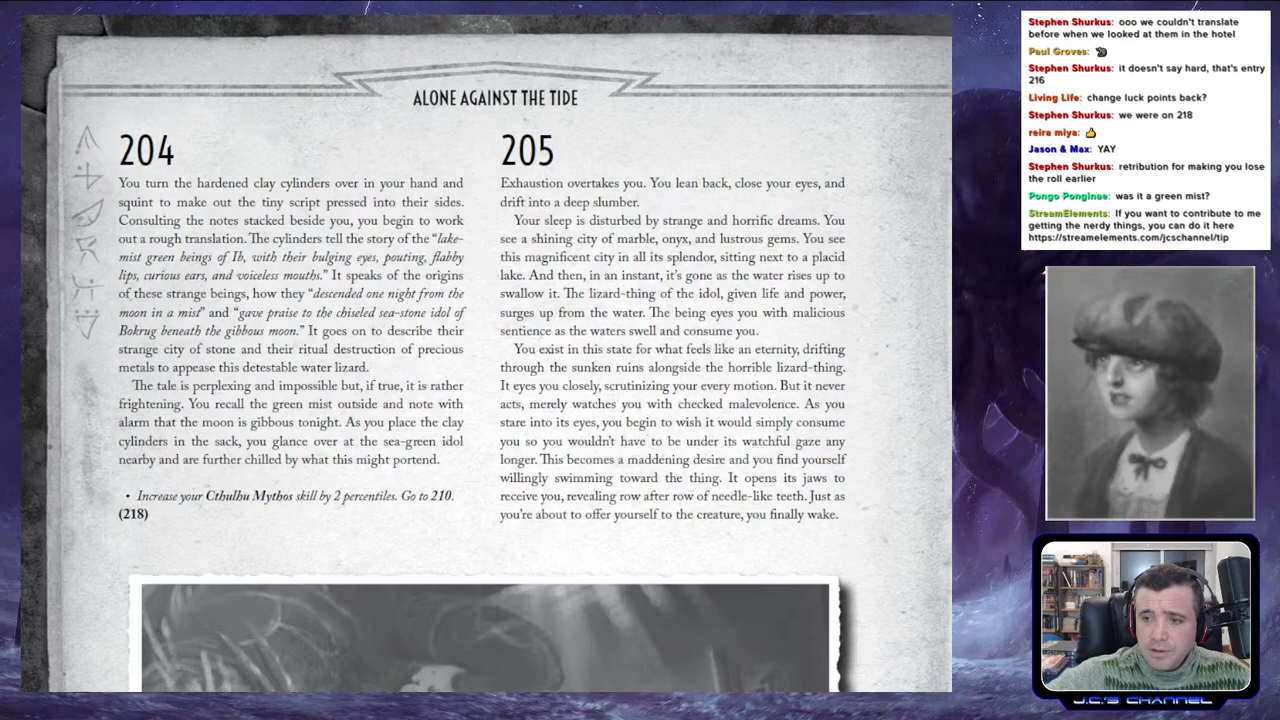 ALONE AGAINST THE TIDE
204
You turn the hardened clay cylinders over in your hand and
squint to make out the tiny script pressed into their sides.
Consulting the notes stacked beside you, you begin to work
out a rough translation. The cylinders tell the story of the “lake-
mist green beings of Ib, with their bulging eyes, pouting, flabby
lips, curious ears, and voiceless mouths.” It speaks of the origins
of these strange beings, how they “descended one night from the
moon in a mist” and “gave praise to the chiseled sea-stone idol of
Bokrug beneath the gibbous moon.” It goes on to describe their
strange city of stone and their ritual destruction of precious
metals to appease this detestable water lizard.
The tale is perplexing and impossible but, if true, it is rather
frightening. You recall the green mist outside and note with
alarm that the moon is gibbous tonight. As you place the clay
cylinders in the sack, you glance over at the sea-green idol
nearby and are further chilled by what this might portend.
• Increase your Cthulhu Mythos skill by 2 percentiles. Go to 210.
(218)
205
Exhaustion overtakes you. You lean back, close your eyes, and
drift into a deep slumber.
Your sleep is disturbed by strange and horrific dreams. You
see a shining city of marble, onyx, and lustrous gems. You see
this magnificent city in all its splendor, sitting next to a placid
lake. And then, in an instant, it’s gone as the water rises up to
swallow it. The lizard-thing of the idol, given life and power,
surges up from the water. The being eyes you with malicious
sentience as the waters swell and consume you.
You exist in this state for what feels like an eternity, drifting
through the sunken ruins alongside the horrible lizard-thing.
It eyes you closely, scrutinizing your every motion. But it never
acts, merely watches you with checked malevolence. As you
stare into its eyes, you begin to wish it would simply consume
you so you wouldn’t have to be under its watchful gaze any
longer. This becomes a maddening desire and you find yourself
willingly swimming toward the thing. It opens its jaws to
receive you, revealing row after row of needle-like teeth. Just as
you’re about to offer yourself to the creature, you finally wake.
Stephen Shurkus: ooo we couldn't translate
before when we looked at them in the hotel
Paul Groves:
Stephen Shurkus: it doesn't say hard, that's entry
216
Living Life: change luck points back?
Stephen Shurkus: we were on 218
reira miya: 👍
Jason & Max: YAY
Stephen Shurkus: retribution for making you lose
the roll earlier
Pongo Ponginae: was it a green mist?
StreamElements: If you want to contribute to me
getting the nerdy things, you can do it here
https://streamelements.com/jcschannel/tip
J.C.'S CHANNEL